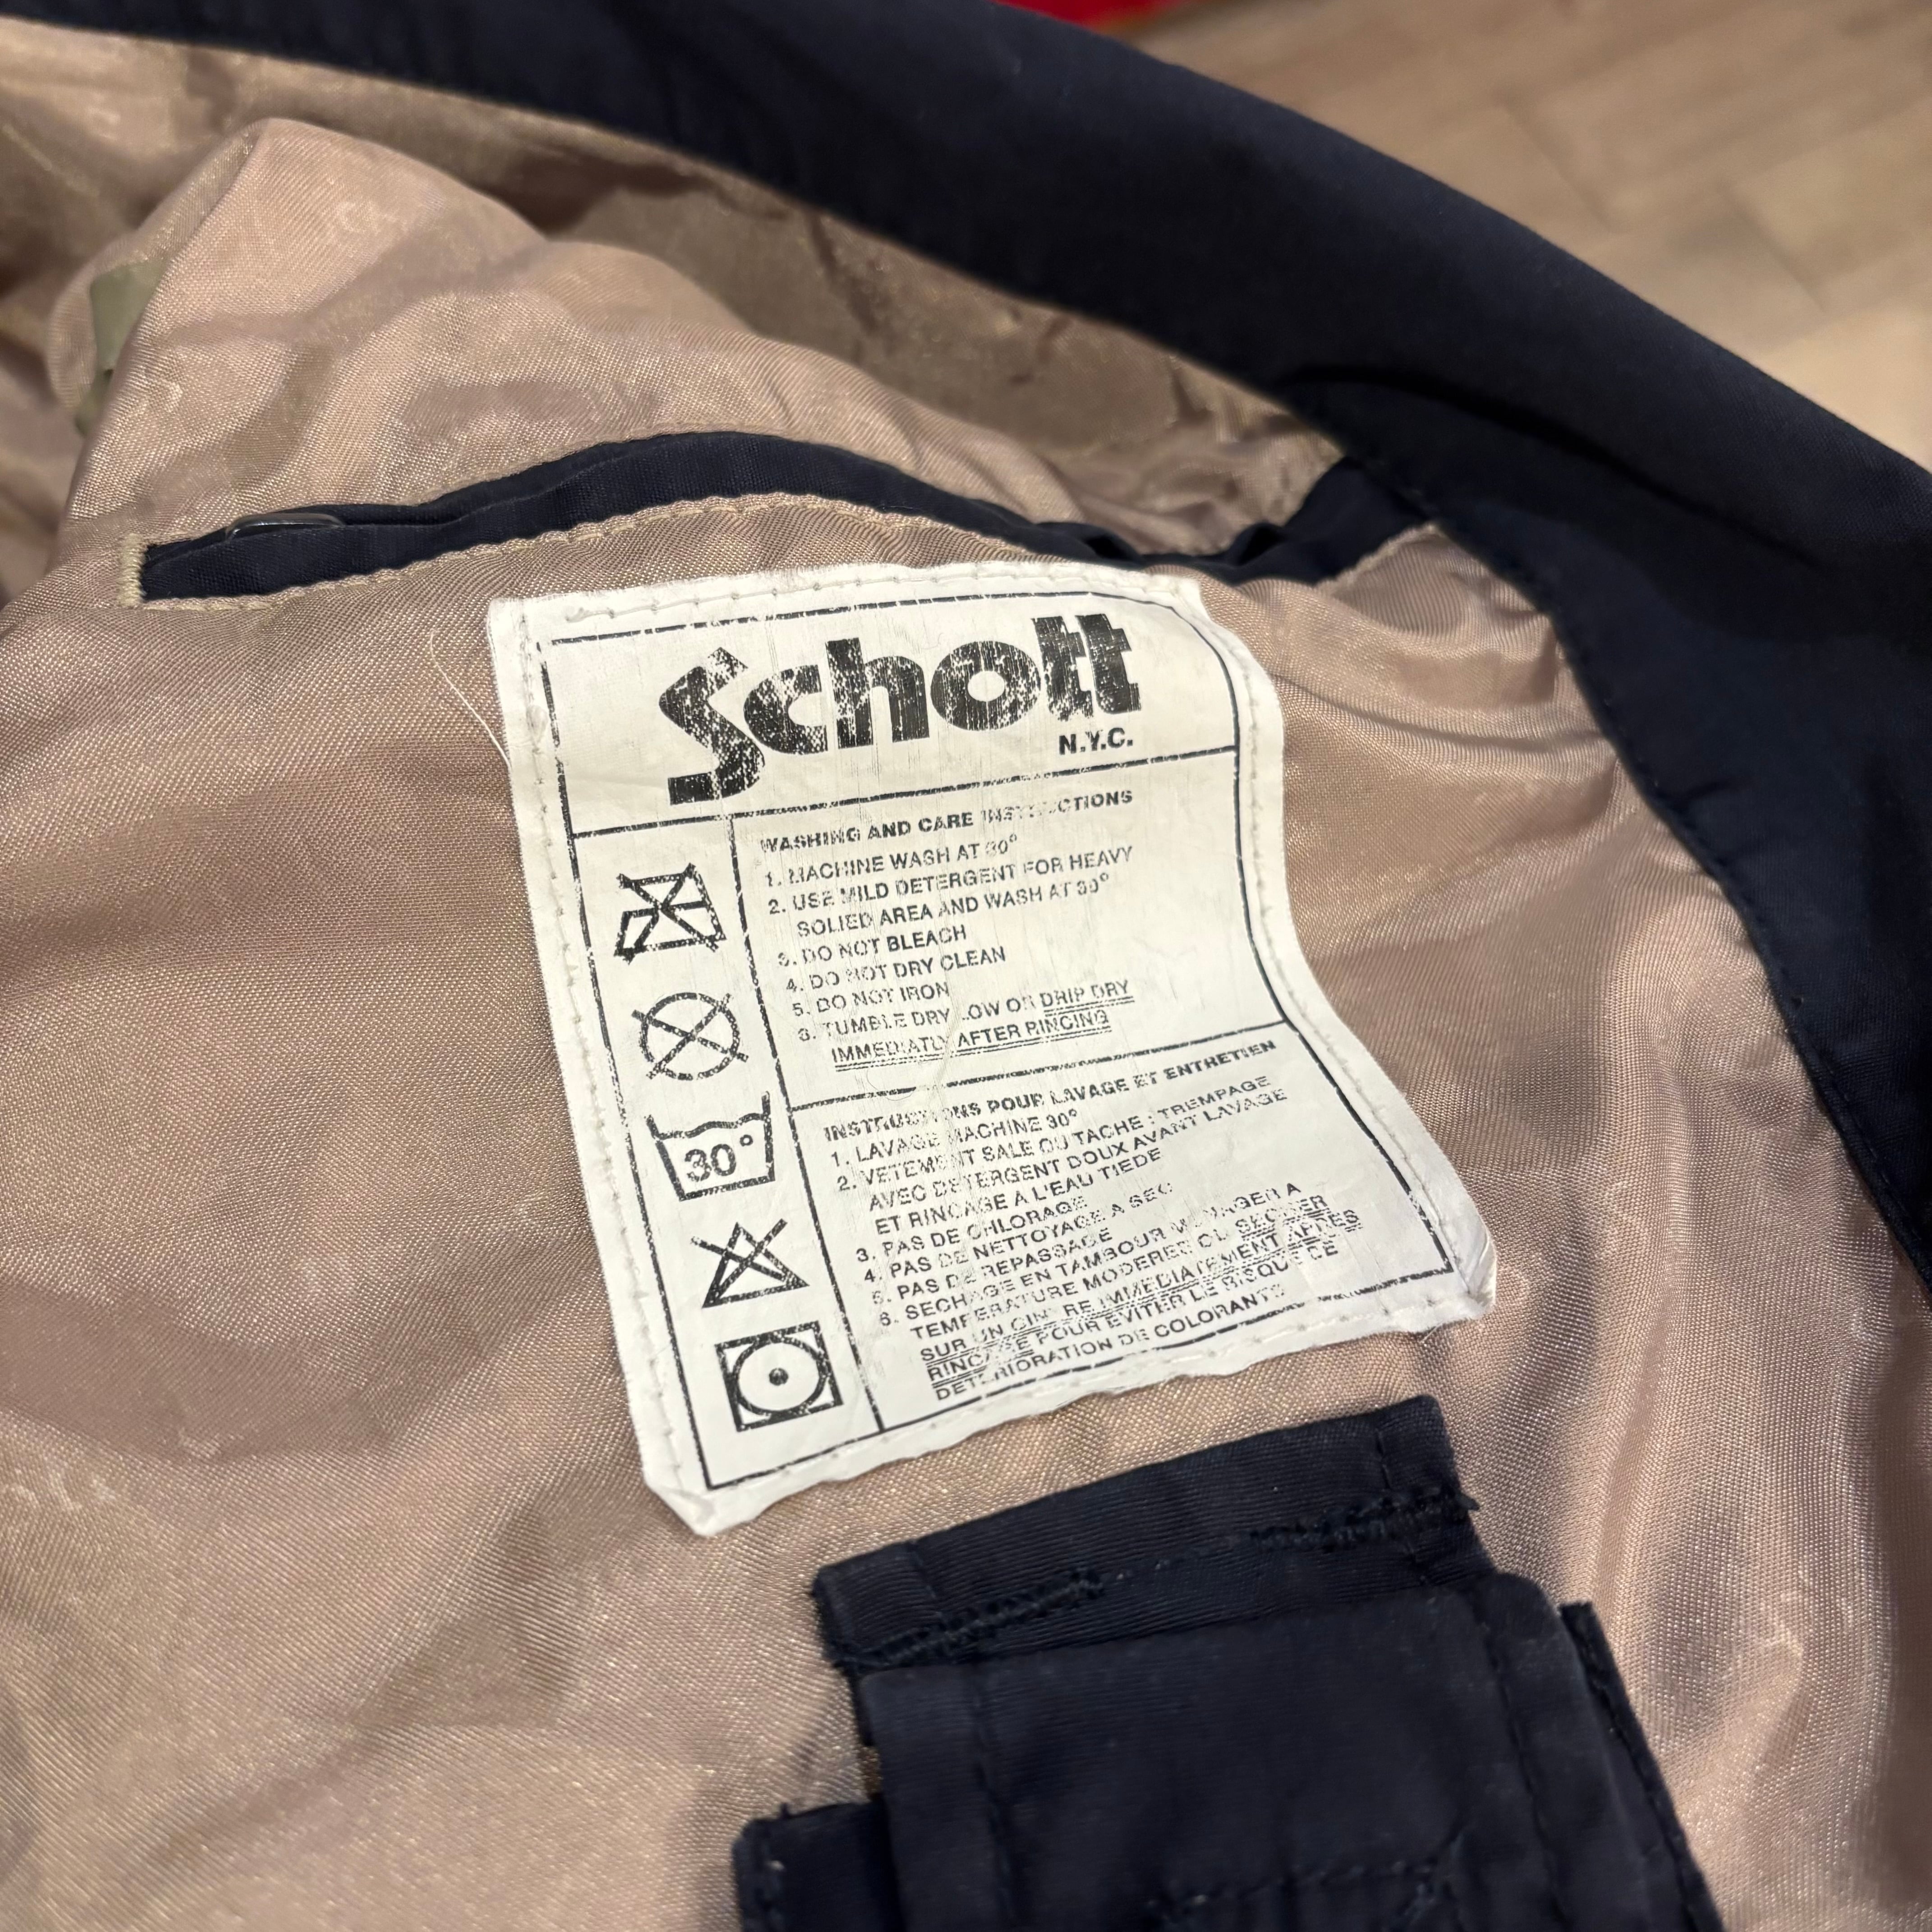 Schott
N.Y.C.
WASHING AND CARE INSTRUCTIONS
1. MACHINE WASH AT 30°
2. USE MILD DETERGENT FOR HEAVY
SOLIED AREA AND WASH AT 30°
3. DO NOT BLEACH
4. DO NOT DRY CLEAN
5. DO NOT IRON
6. TUMBLE DRY LOW OR DRIP DRY
IMMEDIATLY AFTER RINCING
30°
INSTRUCTIONS POUR LAVAGE ET ENTRETIEN
1. LAVAGE MACHINE 30°
2. VETEMENT SALE OU TACHE : TREMPAGE
AVEC DETERGENT DOUX AVANT LAVAGE
ET RINCAGE A L'EAU TIEDE
3. PAS DE CHLORAGE
4. PAS DE NETTOYAGE A SEC
5. PAS DE REPASSAGE
6. SECHAGE EN TAMBOUR MENAGER A
TEMPERATURE MODEREE OU SECHER
SUR UN CINTRE IMMEDIATEMENT APRES
RINCAGE POUR EVITER LE RISQUE DE
DETERIORATION DE COLORANTS